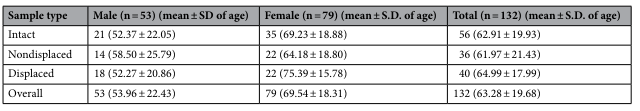 Sample type Male (n = 53) (mean ± SD of age) Female (n = 79) (mean ± S.D. of age) Total (n = 132) (mean ± S.D. of age)
Intact 21 (52.37 ± 22.05) 35 (69.23 ± 18.88) 56 (62.91 ± 19.93)
Nondisplaced 14 (58.50 ± 25.79) 22 (64.18 ± 18.80) 36 (61.97 ± 21.43)
Displaced 18 (52.27 ± 20.86) 22 (75.39 ± 15.78) 40 (64.99 ± 17.99)
Overall 53 (53.96 ± 22.43) 79 (69.54 ± 18.31) 132 (63.28 ± 19.68)